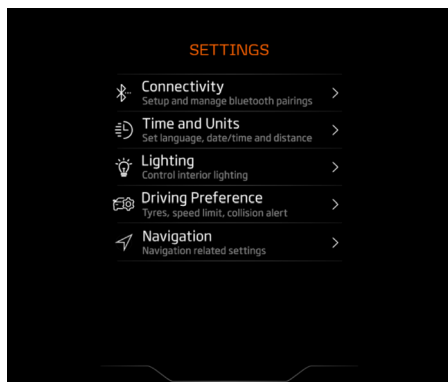 SETTINGS
Connectivity
Setup and manage bluetooth pairings
Time and Units
Set language, date/time and distance
Lighting
Control interior lighting
Driving Preference
Tyres, speed limit, collision alert
Navigation
Navigation related settings